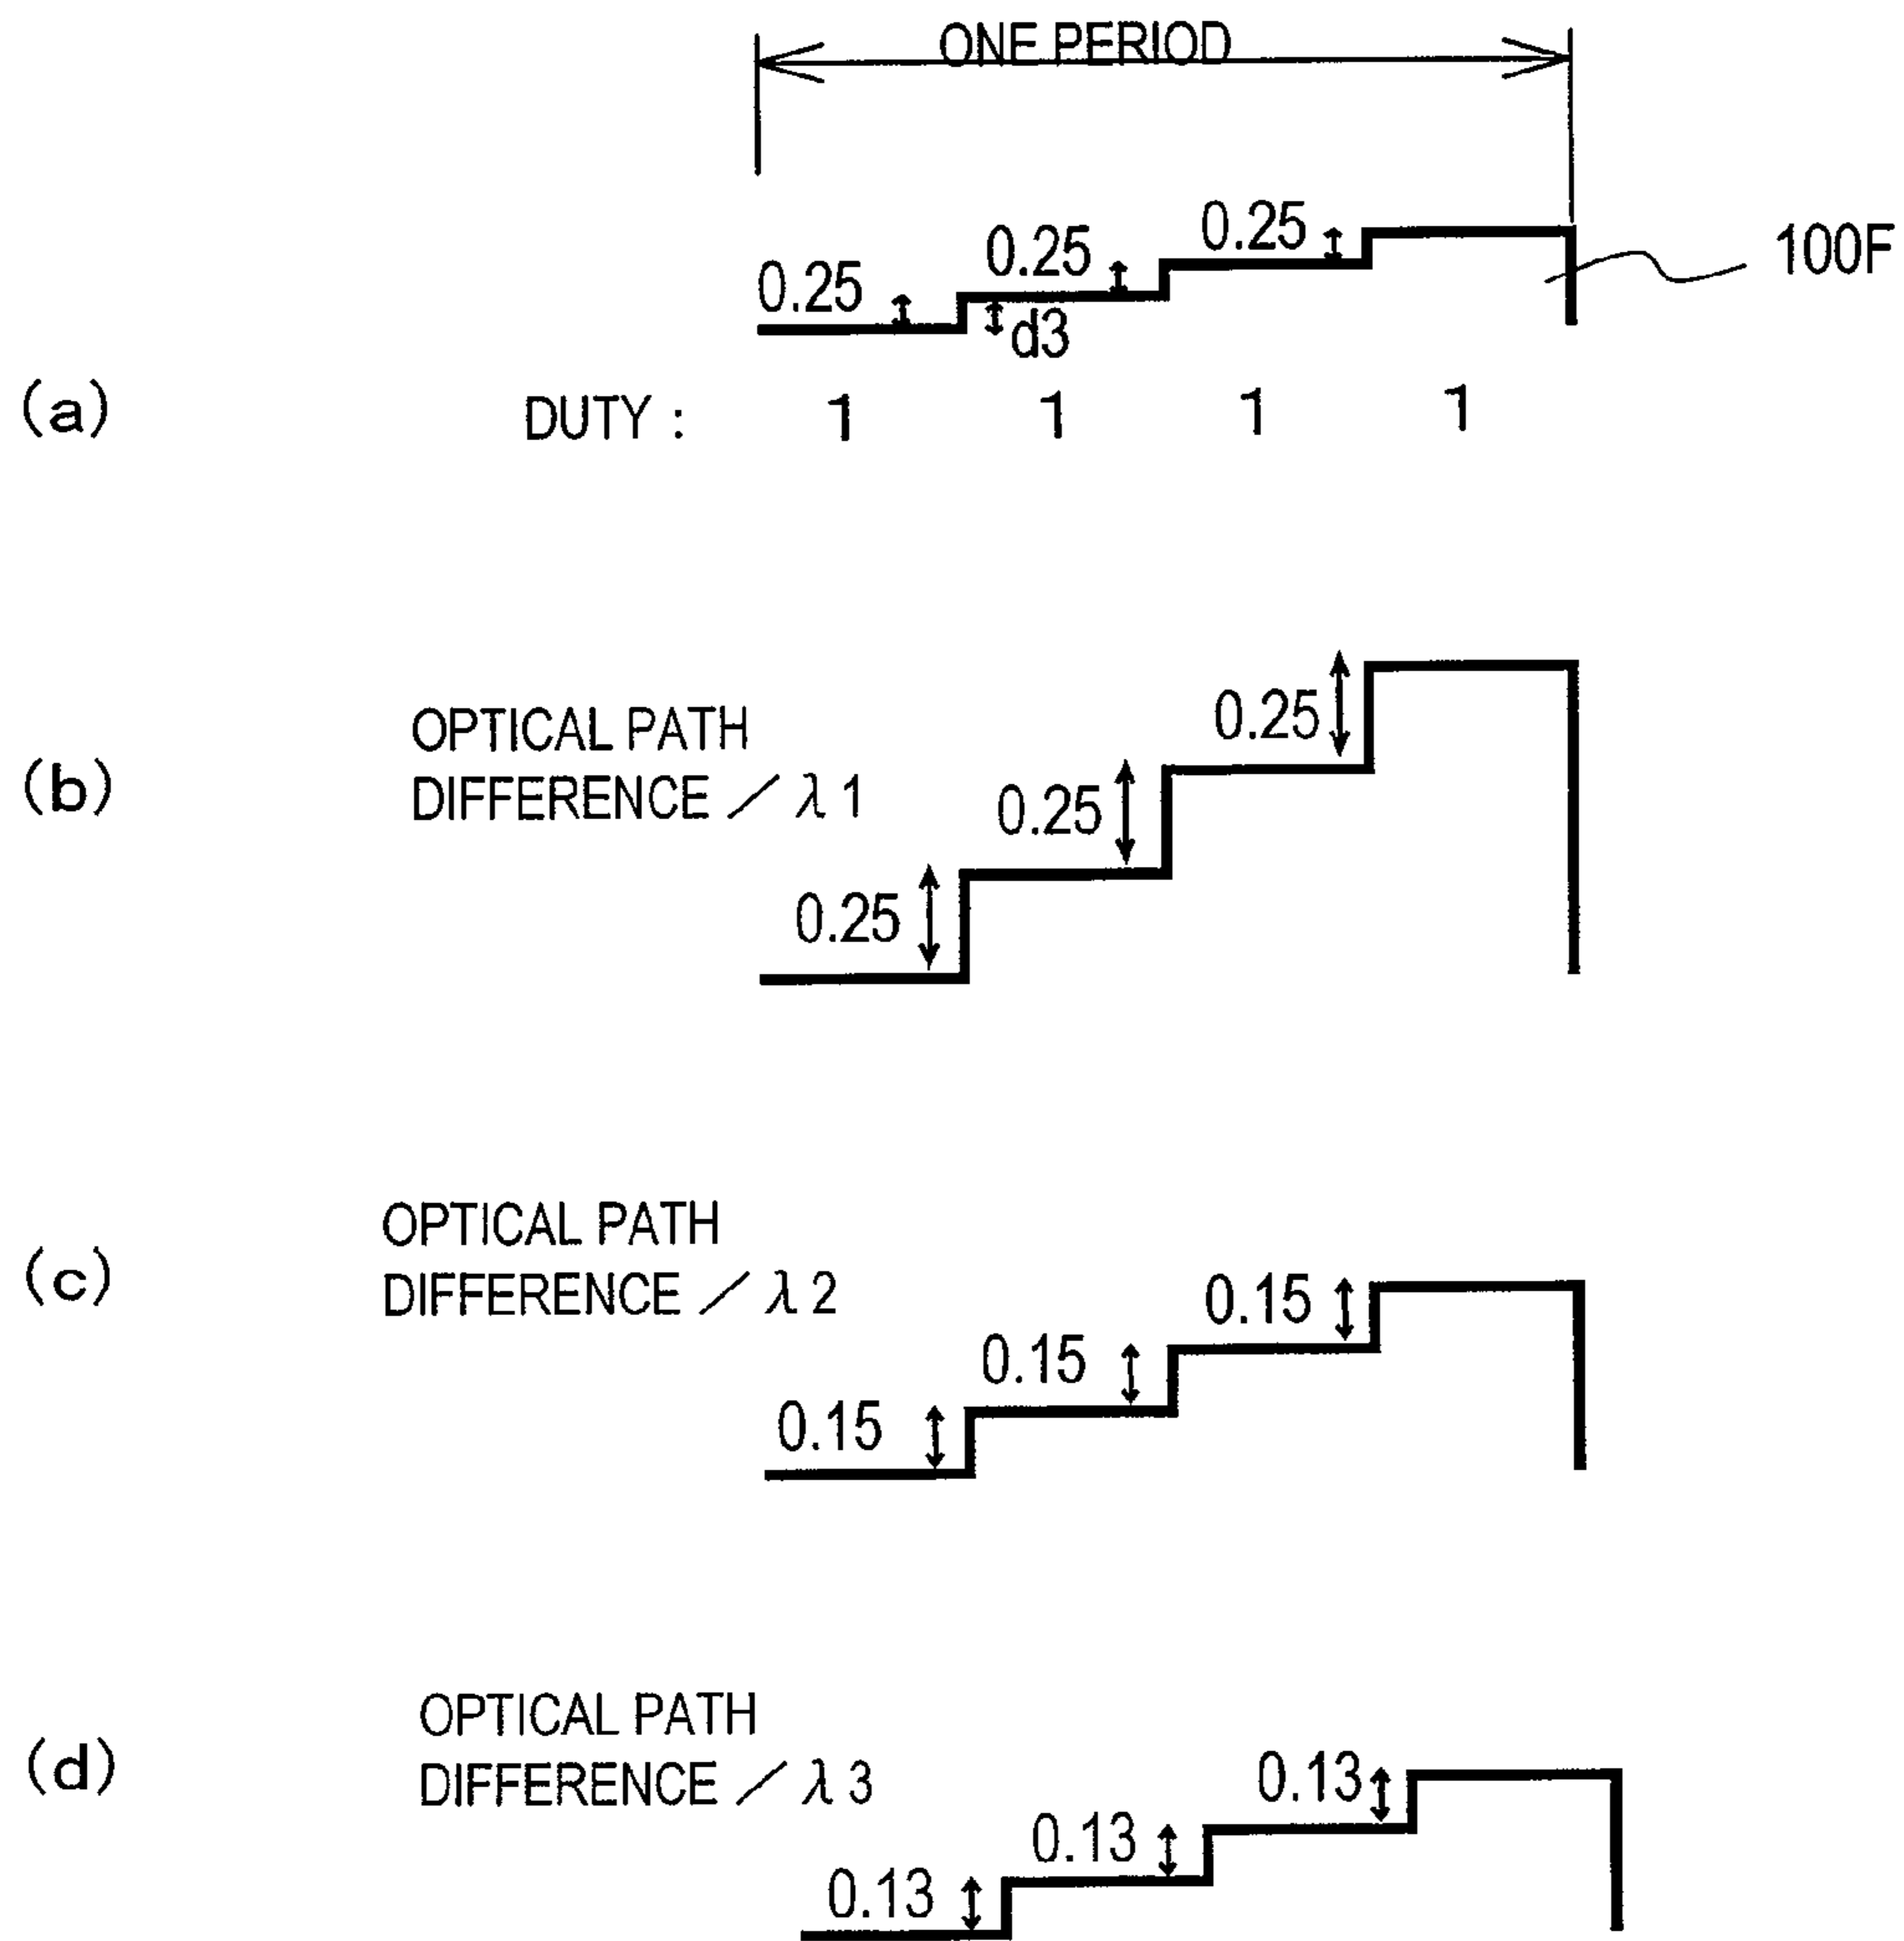 ONE PERIOD
0.25
0.25
0.25
d3
100F
(a)
DUTY : 1 1 1 1
(b)
OPTICAL PATH
DIFFERENCE / λ1
0.25
0.25
0.25
(c)
OPTICAL PATH
DIFFERENCE / λ2
0.15
0.15
0.15
(d)
OPTICAL PATH
DIFFERENCE / λ3
0.13
0.13
0.13